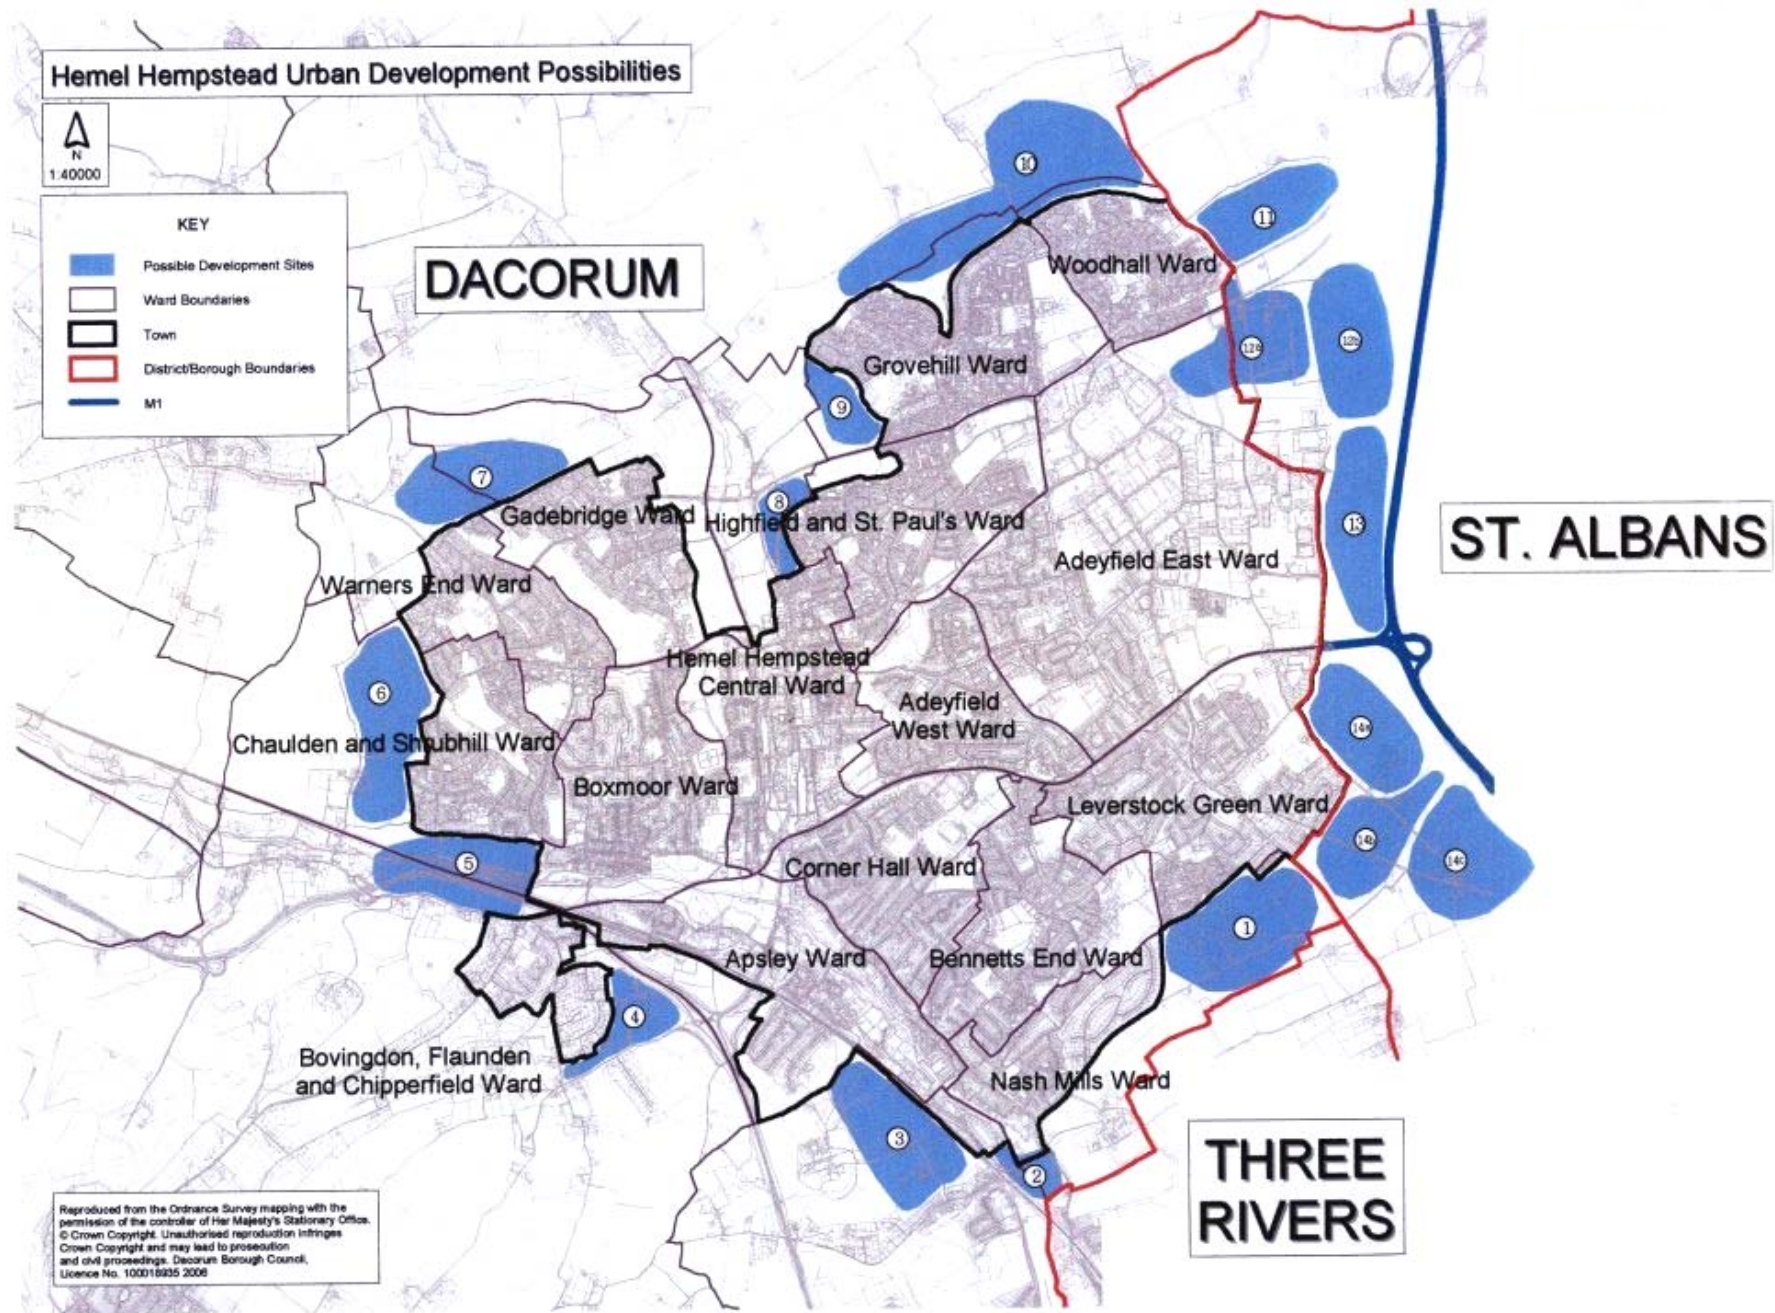 Hemel Hempstead Urban Development Possibilities
N
1:40000
KEY
Possible Development Sites
Ward Boundaries
Town
District/Borough Boundaries
M1
DACORUM
10
11
Woodhall Ward
12a
12b
Grovehill Ward
9
7
8
Gadebridge Ward
Highfield and St. Paul's Ward
13
ST. ALBANS
Adeyfield East Ward
Warners End Ward
Hemel Hempstead
Central Ward
6
Adeyfield
West Ward
14a
Chaulden and Shrubhill Ward
Boxmoor Ward
Leverstock Green Ward
14b
14c
5
Corner Hall Ward
1
Apsley Ward
Bennetts End Ward
4
Bovingdon, Flaunden
and Chipperfield Ward
Nash Mills Ward
3
2
THREE
RIVERS
Reproduced from the Ordnance Survey mapping with the
permission of the controller of Her Majesty's Stationary Office.
© Crown Copyright. Unauthorised reproduction infringes
Crown Copyright and may lead to prosecution
and civil proceedings. Dacorum Borough Council,
Licence No. 100018935 2006